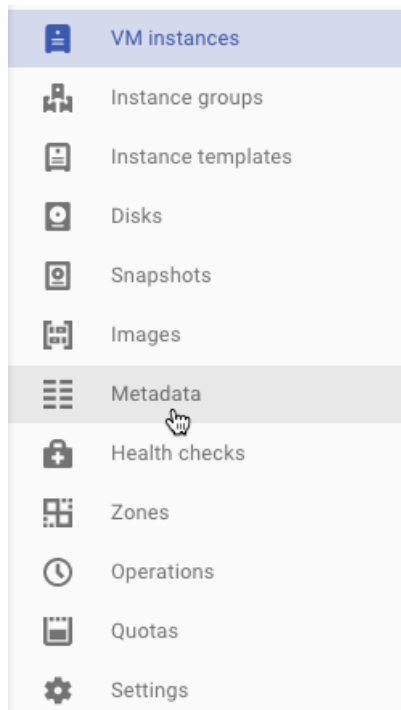 VM instances
Instance groups
Instance templates
Disks
Snapshots
Images
Metadata
Health checks
Zones
Operations
Quotas
Settings